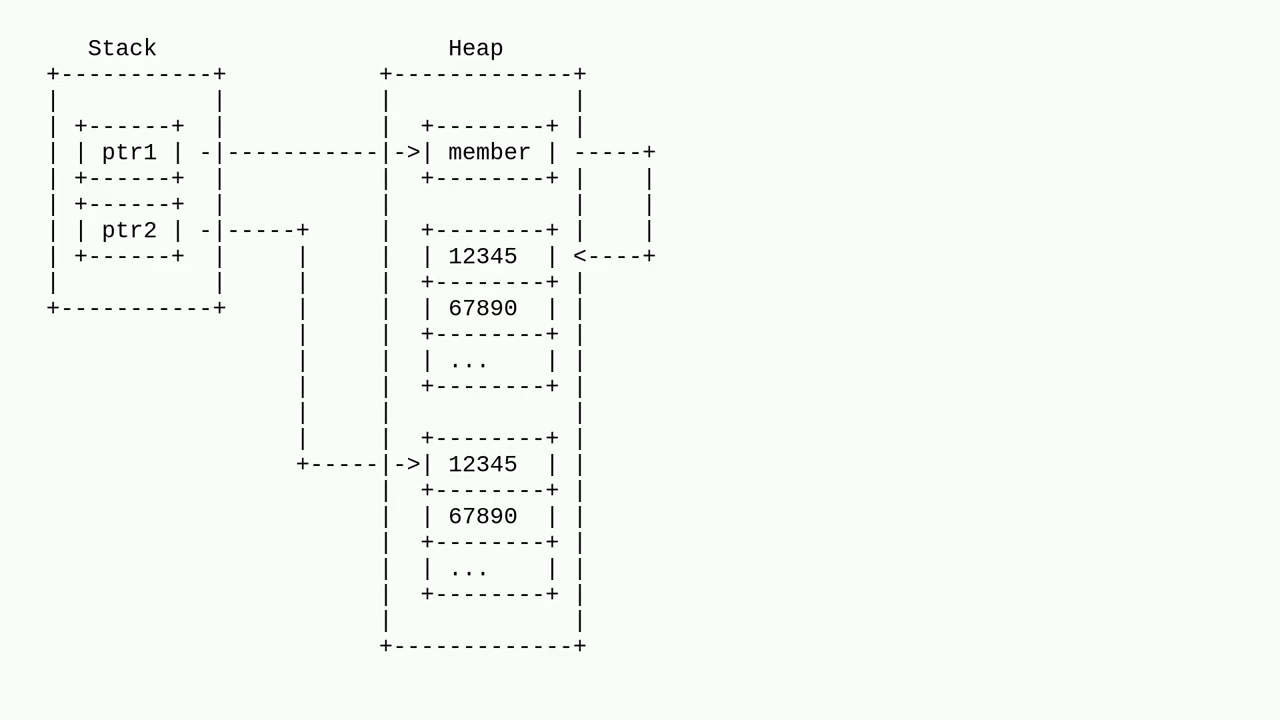 Stack                     Heap
+-----------+           +-------------+
|           |           |             |
| +------+  |           |  +--------+ |
| | ptr1 | -|-----------|->| member | -----+
| +------+  |           |  +--------+ |    |
| +------+  |           |             |    |
| | ptr2 | -|-----+     |  +--------+ |    |
| +------+  |     |     |  | 12345  | <----+
|           |     |     |  +--------+ |
+-----------+     |     |  | 67890  | |
                  |     |  +--------+ |
                  |     |  | ...    | |
                  |     |  +--------+ |
                  |     |             |
                  |     |  +--------+ |
                  +-----|->| 12345  | |
                        |  +--------+ |
                        |  | 67890  | |
                        |  +--------+ |
                        |  | ...    | |
                        |  +--------+ |
                        |             |
                        +-------------+